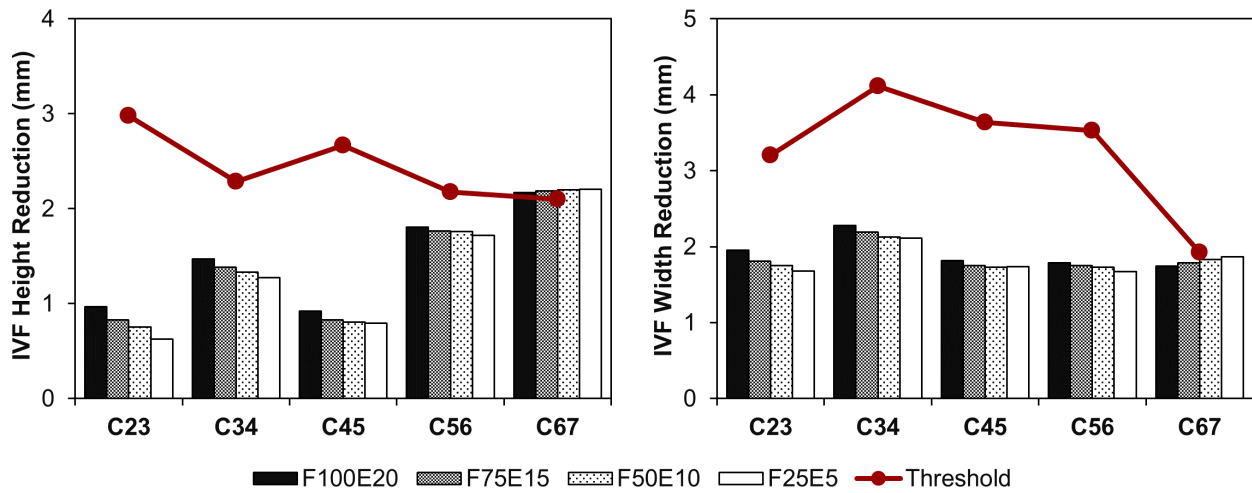 IVF Height Reduction (mm)
4
3
2
1
0
C23 C34 C45 C56 C67
IVF Width Reduction (mm)
5
4
3
2
1
0
C23 C34 C45 C56 C67
F100E20 F75E15 F50E10 F25E5 Threshold